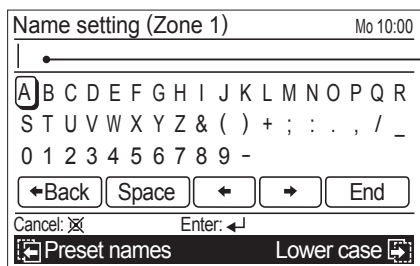 Name setting (Zone 1) Mo 10:00
A B C D E F G H I J K L M N O P Q R
S T U V W X Y Z & ( ) + ; : . , / _
0 1 2 3 4 5 6 7 8 9 -
←Back Space ← → End
Cancel: Enter: ↵
Preset names Lower case